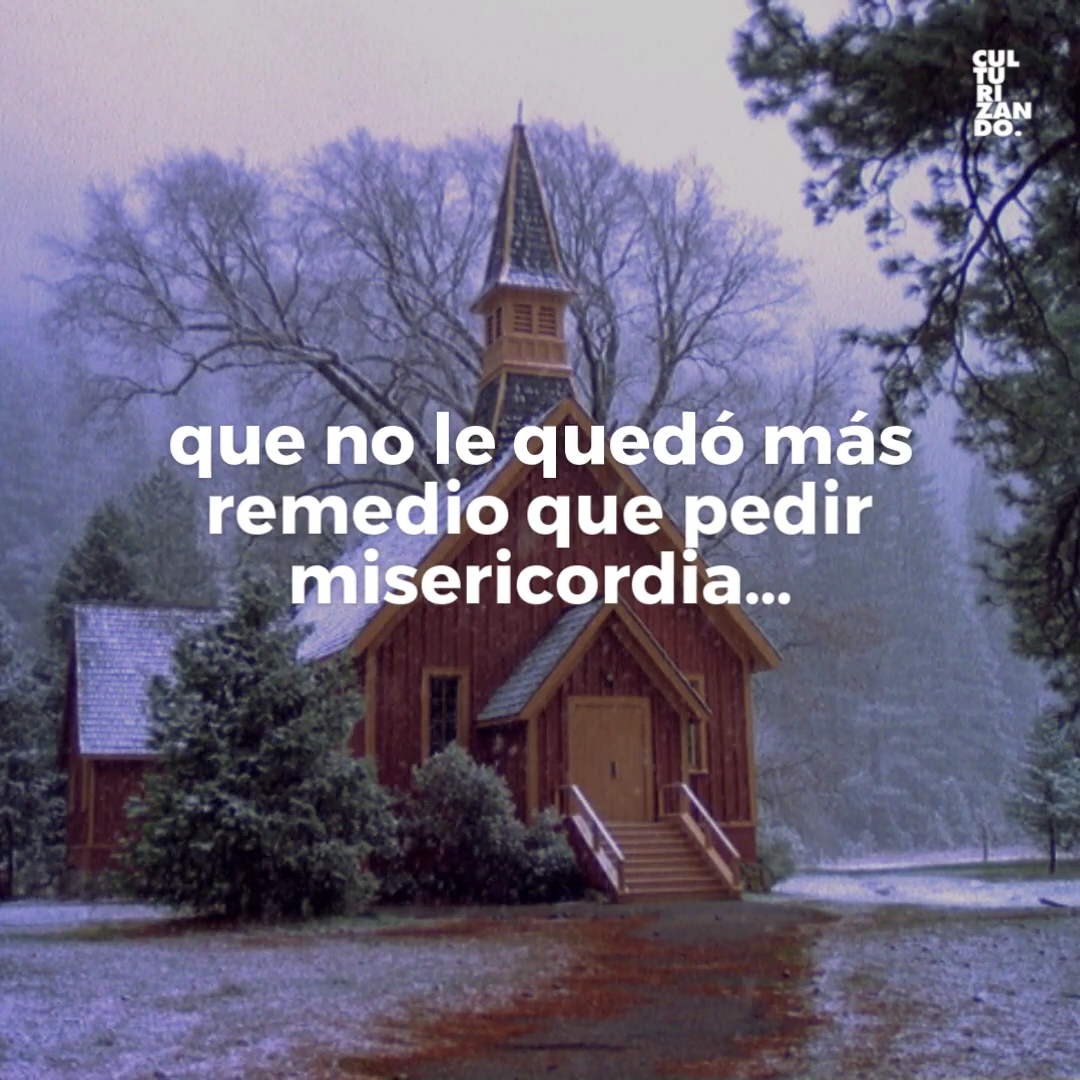 CUL
TU
RI
ZAN
DO.
que no le quedó más
remedio que pedir
misericordia...